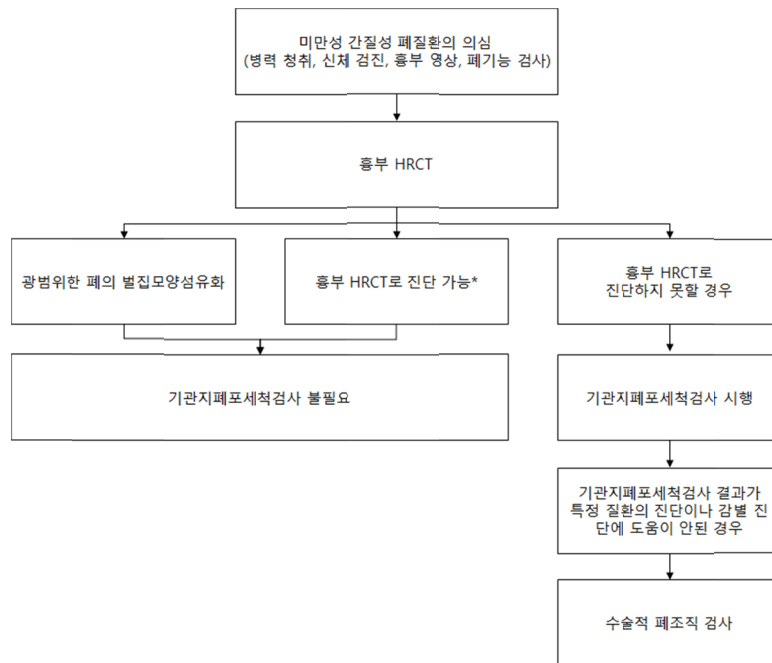 미만성 간질성 폐질환의 의심
(병력 청취, 신체 검진, 흉부 영상, 폐기능 검사)
흉부 HRCT
광범위한 폐의 벌집모양섬유화
흉부 HRCT로 진단 가능*
흉부 HRCT로
진단하지 못할 경우
기관지폐포세척검사 불필요
기관지폐포세척검사 시행
기관지폐포세척검사 결과가
특정 질환의 진단이나 감별 진
단에 도움이 안된 경우
수술적 폐조직 검사